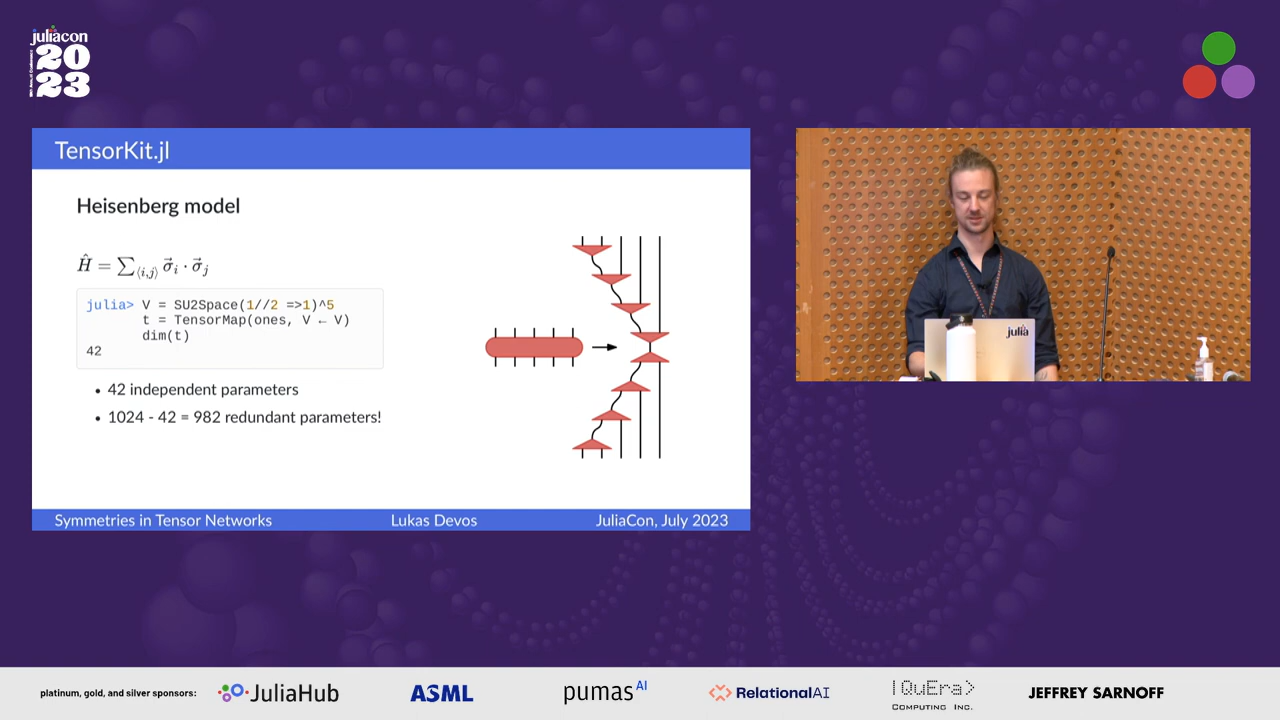 juliacon
20
23
TensorKit.jl
Heisenberg model
Ĥ = ∑⟨i,j⟩ σ⃗i · σ⃗j
julia> V = SU2Space(1//2 =>1)^5
t = TensorMap(ones, V ← V)
dim(t)
42
• 42 independent parameters
• 1024 - 42 = 982 redundant parameters!
Symmetries in Tensor Networks Lukas Devos JuliaCon, July 2023
julia
platinum, gold, and silver sponsors: JuliaHub ASML pumas AI RelationalAI |QuEra> COMPUTING INC. JEFFREY SARNOFF